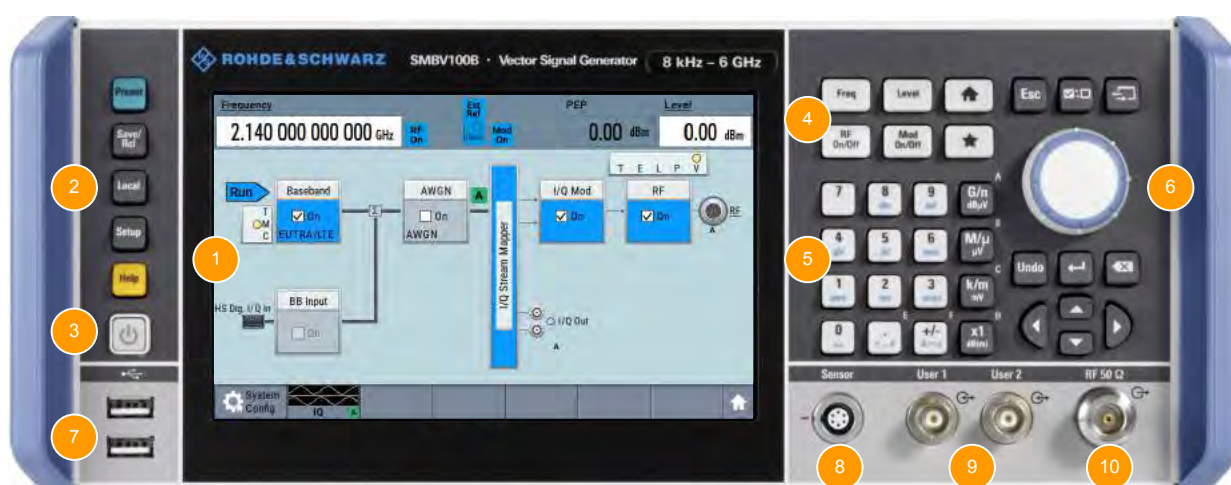 ROHDE&SCHWARZ SMBV100B · Vector Signal Generator 8 kHz – 6 GHz
Preset
Save/
Rcl
Local
Setup
Help
Frequency Ext Ref PEP Level
2.140 000 000 000 GHz RF On Mod On 0.00 dBm 0.00 dBm
T E L P V
Run Baseband AWGN A I/Q Mod RF
T
M
C
On On On On RF
EUTRA/LTE AWGN A
I/Q Stream Mapper
HS Dig. I/Q In BB Input
On
I/Q Out
A
System
Config
IQ A
Freq Level Esc
RF
On/Off
Mod
On/Off
A
7 8 9 G/n
dBµV
B
4 5 6 M/µ
µV
C
1 2 3 k/m
mV
E F D
0 . +/- x1
dB(m)
Undo
Sensor User 1 User 2 RF 50 Ω
1
2
3
4
5
6
7
8
9
10